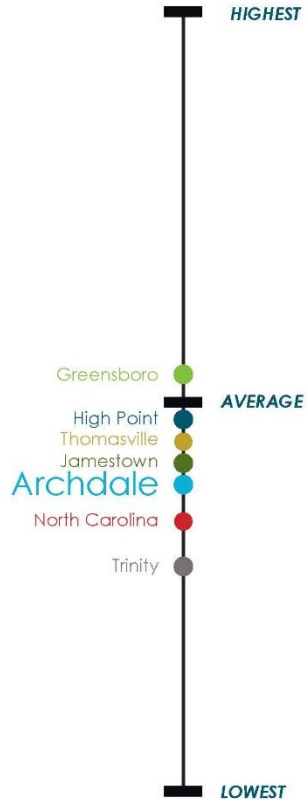 HIGHEST
Greensboro
AVERAGE
High Point
Thomasville
Jamestown
Archdale
North Carolina
Trinity
LOWEST